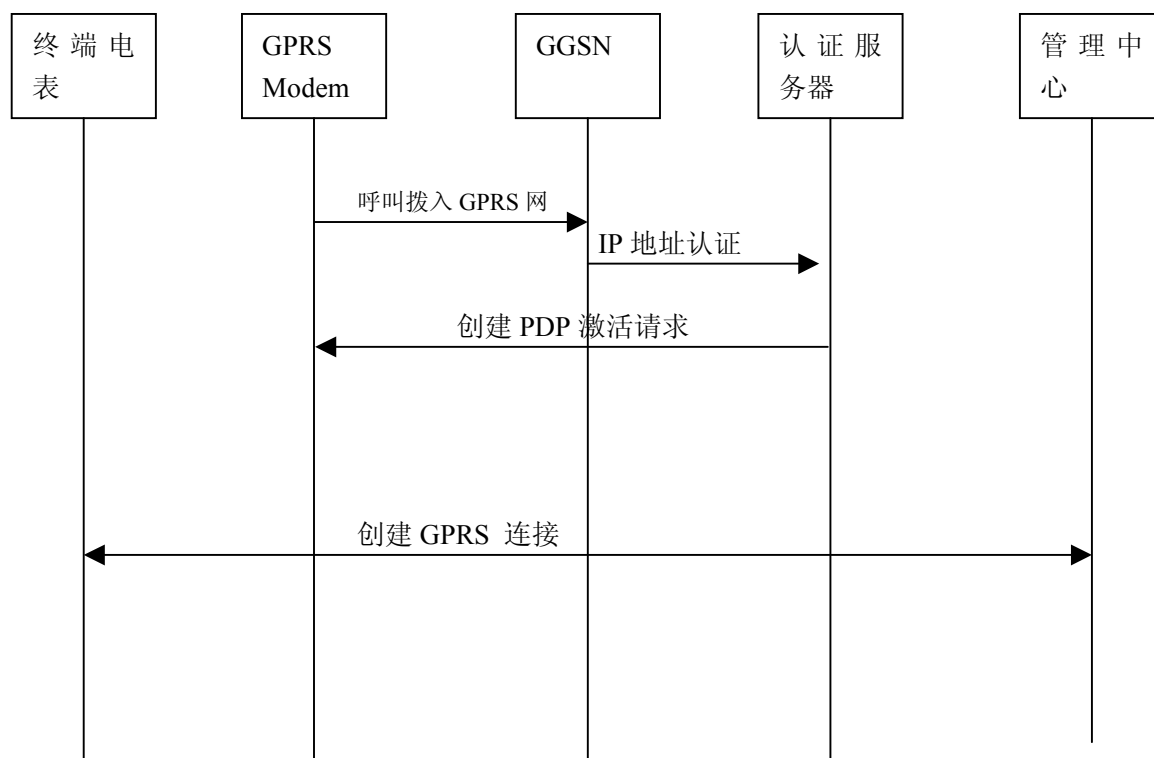 终端电
表
GPRS
Modem
GGSN
认证服
务器
管理中
心
呼叫拨入 GPRS 网
IP 地址认证
创建 PDP 激活请求
创建 GPRS 连接